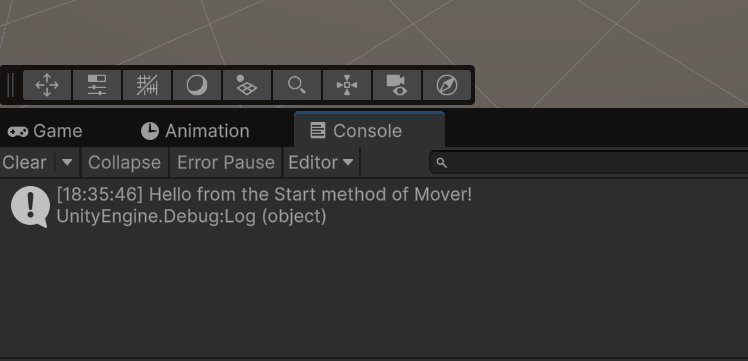 Game
Animation
Console
Clear
Collapse
Error Pause
Editor
[18:35:46] Hello from the Start method of Mover!
UnityEngine.Debug:Log (object)